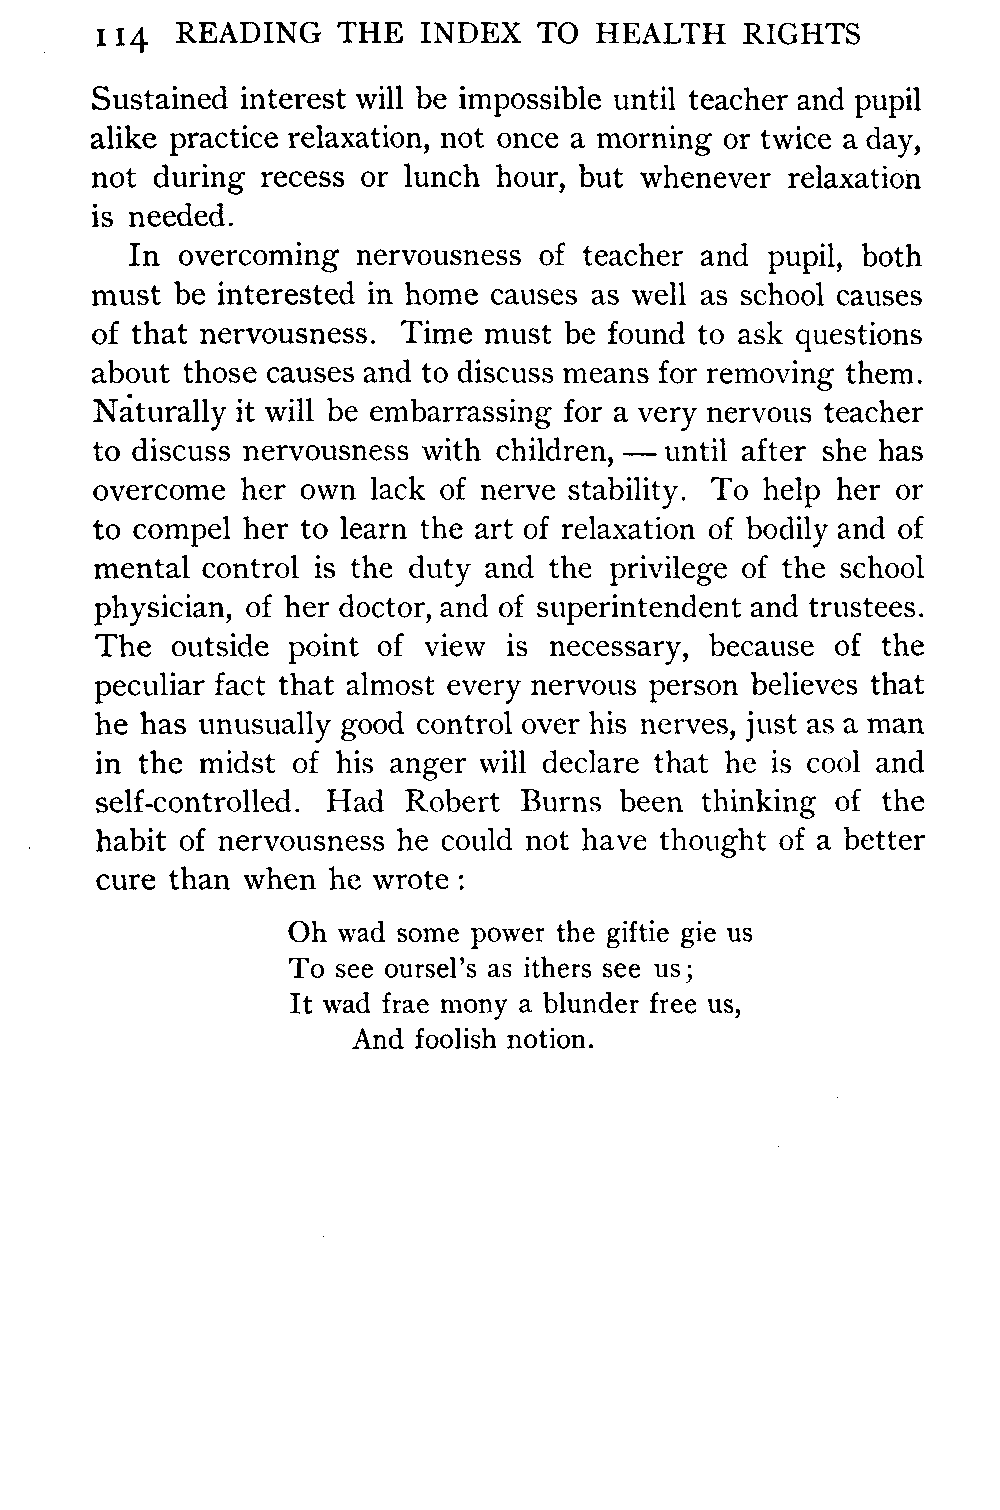 114 READING THE INDEX TO HEALTH RIGHTS
Sustained interest will be impossible until teacher and pupil
alike practice relaxation, not once a morning or twice a day,
not during recess or lunch hour, but whenever relaxation
is needed.
In overcoming nervousness of teacher and pupil, both
must be interested in home causes as well as school causes
of that nervousness. Time must be found to ask questions
about those causes and to discuss means for removing them.
Naturally it will be embarrassing for a very nervous teacher
to discuss nervousness with children, — until after she has
overcome her own lack of nerve stability. To help her or
to compel her to learn the art of relaxation of bodily and of
mental control is the duty and the privilege of the school
physician, of her doctor, and of superintendent and trustees.
The outside point of view is necessary, because of the
peculiar fact that almost every nervous person believes that
he has unusually good control over his nerves, just as a man
in the midst of his anger will declare that he is cool and
self-controlled. Had Robert Burns been thinking of the
habit of nervousness he could not have thought of a better
cure than when he wrote :
Oh wad some power the giftie gie us
To see oursel's as ithers see us;
It wad frae mony a blunder free us,
And foolish notion.